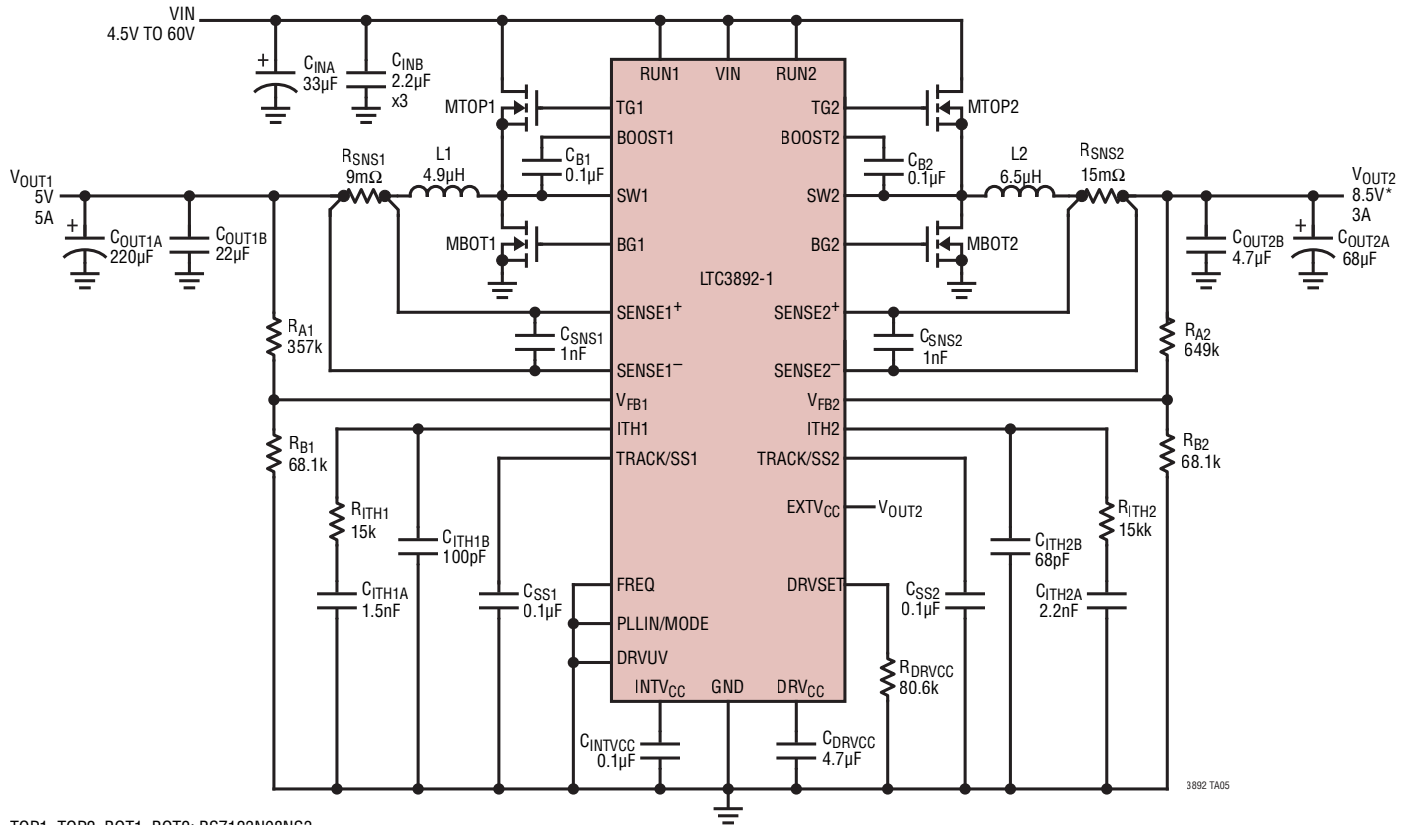 VIN
4.5V TO 60V
CINA
33µF
+
CINB
2.2µF
x3
RUN1
VIN
RUN2
MTOP1
TG1
TG2
MTOP2
BOOST1
BOOST2
CB1
0.1µF
CB2
0.1µF
VOUT1
5V
5A
RSNS1
9mΩ
L1
4.9µH
SW1
SW2
L2
6.5µH
RSNS2
15mΩ
VOUT2
8.5V*
3A
+
COUT1A
220µF
COUT1B
22µF
MBOT1
BG1
BG2
MBOT2
COUT2B
4.7µF
+
COUT2A
68µF
LTC3892-1
SENSE1+
SENSE2+
RA1
357k
CSNS1
1nF
CSNS2
1nF
RA2
649k
SENSE1–
SENSE2–
VFB1
VFB2
ITH1
ITH2
RB1
68.1k
RB2
68.1k
TRACK/SS1
TRACK/SS2
RITH1
15k
CITH1B
100pF
EXTVCC
VOUT2
CITH2B
68pF
RITH2
15kk
CITH1A
1.5nF
CSS1
0.1µF
FREQ
DRVSET
CSS2
0.1µF
CITH2A
2.2nF
PLLIN/MODE
DRVUV
RDRVCC
80.6k
INTVCC
GND
DRVCC
CINTVCC
0.1µF
CDRVCC
4.7µF
3892 TA05